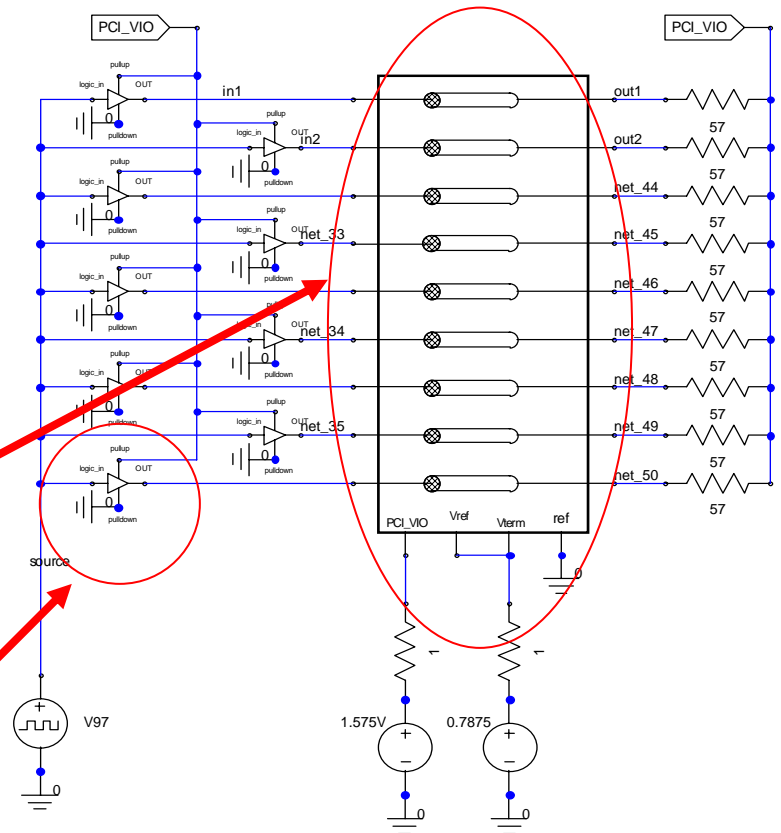 PCI_VIO PCI_VIO
pullup
logic_in OUT in1 out1
0
pulldown pullup 57
logic_in OUT in2 out2
0
pullup pulldown 57
logic_in OUT net_44
0
pulldown pullup 57
logic_in OUT net_33 net_45
0
pullup pulldown 57
logic_in OUT net_46
0
pulldown pullup 57
logic_in OUT net_34 net_47
0
pullup pulldown 57
logic_in OUT net_48
0
pulldown pullup 57
logic_in OUT net_35 net_49
0
pullup pulldown 57
logic_in OUT net_50
0
pulldown 57
PCI_VIO Vref Vterm ref
source
0
1 1
V97 1.575V 0.7875
0 0 0